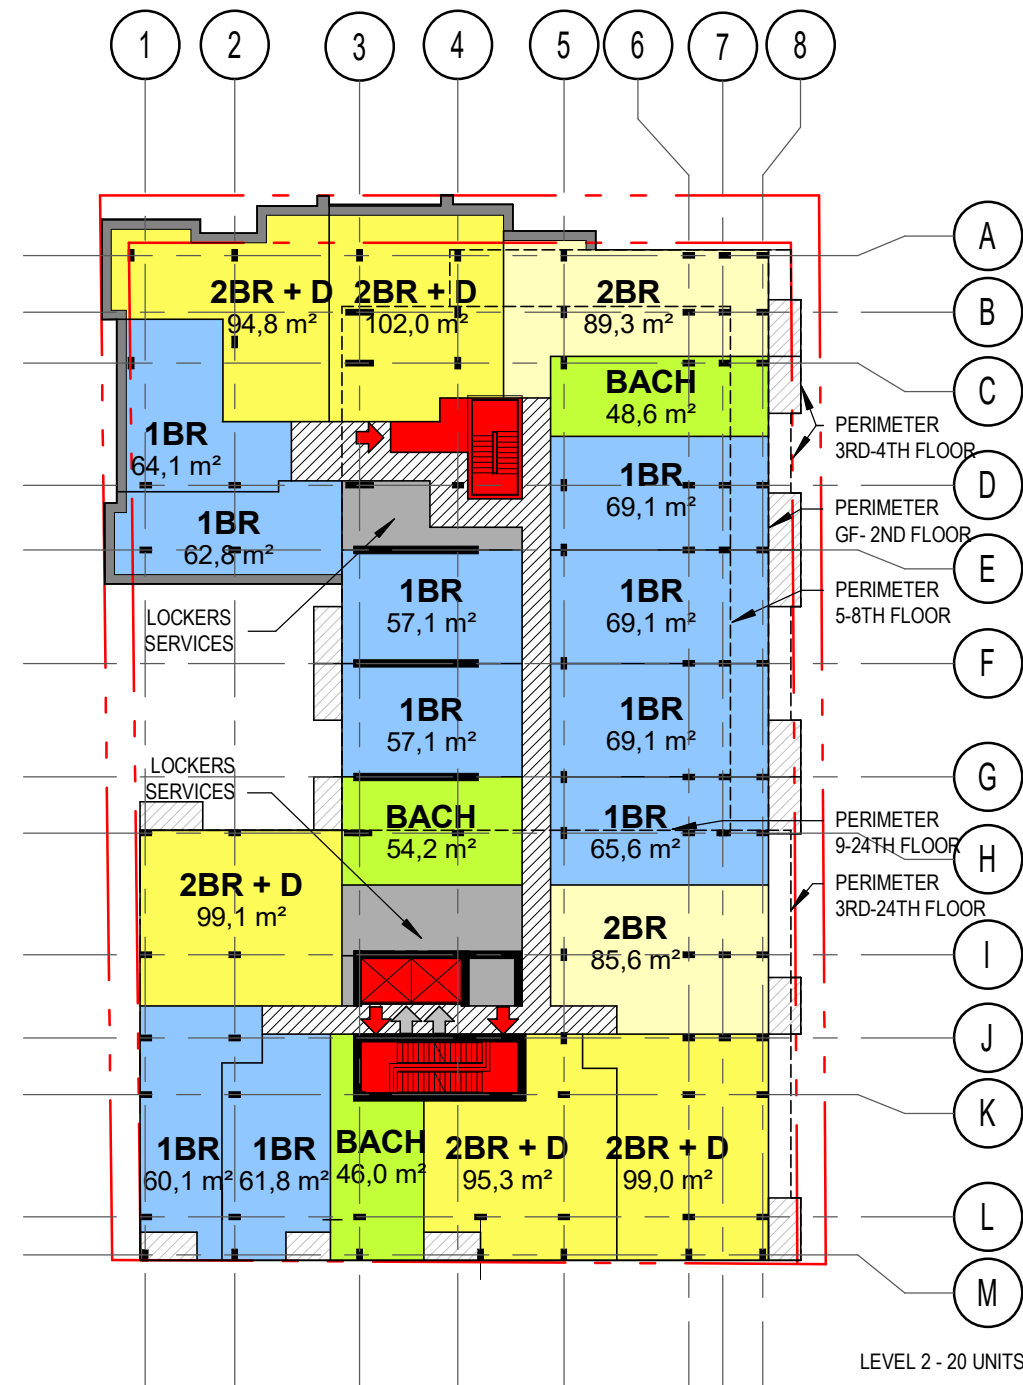 1 2 3 4 5 6 7 8
A
2BR + D
94,8 m²
2BR + D
102,0 m²
2BR
89,3 m²
B
BACH
48,6 m²
C
PERIMETER
3RD-4TH FLOOR
1BR
64,1 m²
1BR
69,1 m²
D
1BR
62,8 m²
PERIMETER
GF- 2ND FLOOR
E
LOCKERS
SERVICES
1BR
57,1 m²
1BR
69,1 m²
PERIMETER
5-8TH FLOOR
F
1BR
57,1 m²
1BR
69,1 m²
LOCKERS
SERVICES
G
BACH
54,2 m²
1BR
65,6 m²
PERIMETER
9-24TH FLOOR
H
2BR + D
99,1 m²
PERIMETER
3RD-24TH FLOOR
2BR
85,6 m²
I
J
K
1BR
60,1 m²
1BR
61,8 m²
BACH
46,0 m²
2BR + D
95,3 m²
2BR + D
99,0 m²
L
M
LEVEL 2 - 20 UNITS